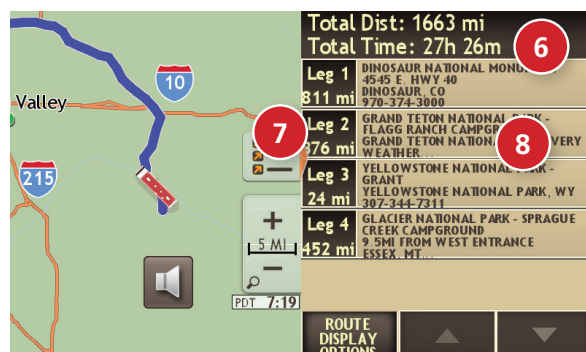 10
Valley
215
7
+
5 MI
PDT 7:19
Total Dist: 1663 mi
Total Time: 27h 26m
6
Leg 1
811 mi
DINOSAUR NATIONAL
4545 E. HWY 40
DINOSAUR, CO
970-374-3000
Leg 2
376 mi
GRAND TETON NATIONAL PARK -
FLAGG RANCH
GRAND TETON VERY
WEATHER...
8
Leg 3
24 mi
YELLOWSTONE NATIONAL PARK -
GRANT
YELLOWSTONE NATIONAL PARK, WY
307-344-7311
Leg 4
452 mi
GLACIER NATIONAL PARK - SPRAGUE
CREEK CAMPGROUND
9.5MI FROM WEST ENTRANCE
ESSEX, MT...
ROUTE
DISPLAY
OPTIONS